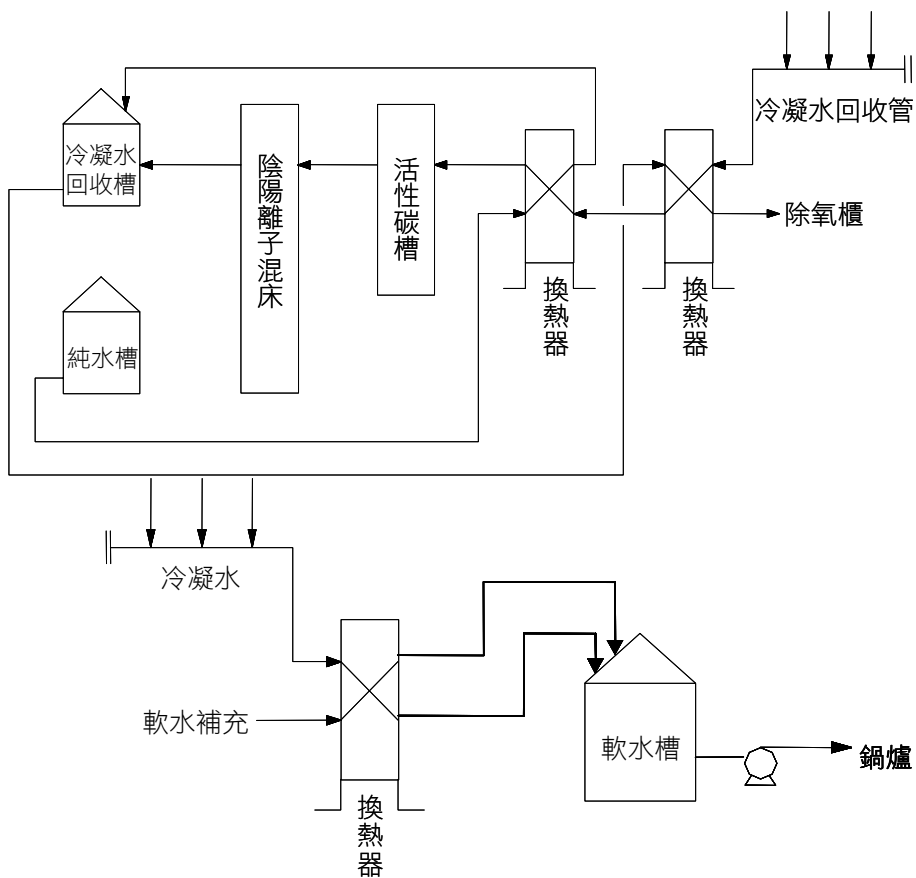 冷凝水回收管
冷凝水
回收槽
陰陽離子混床
活性碳槽
除氧櫃
換熱器
換熱器
純水槽
冷凝水
軟水補充
軟水槽
鍋爐
換熱器